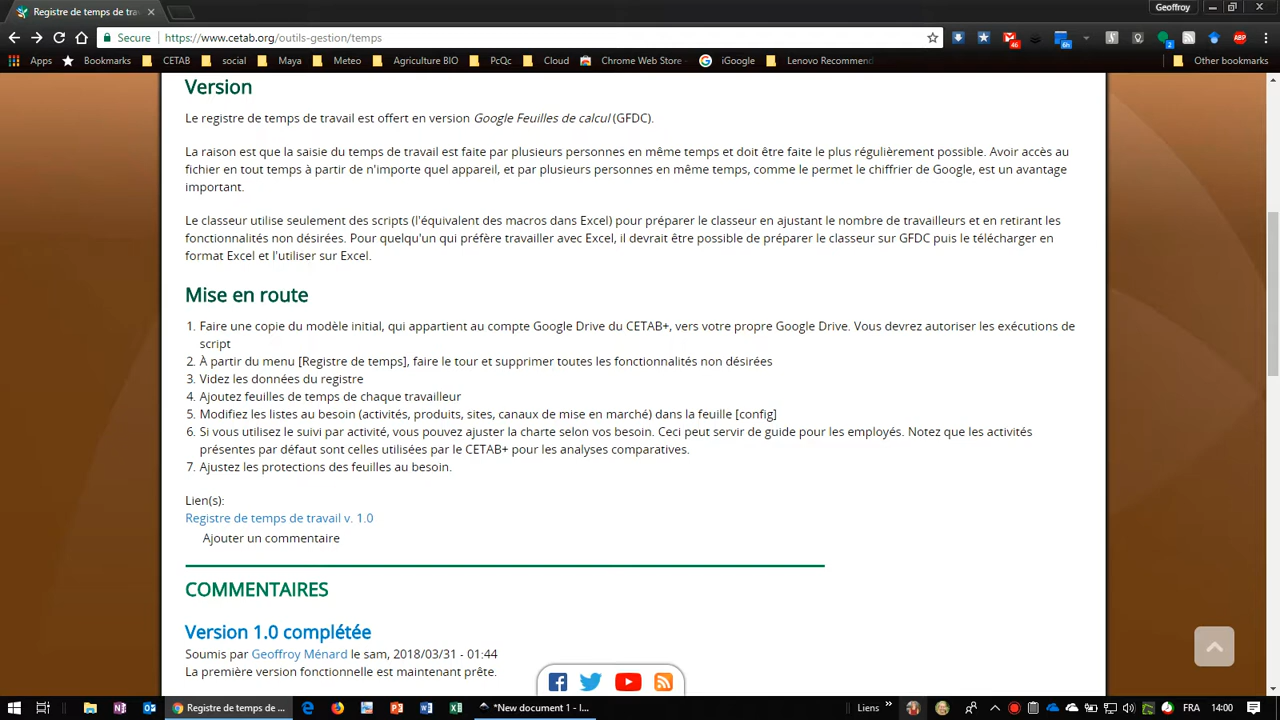 Registre de temps de tra
Geoffroy
Secure
https://www.cetab.org/outils-gestion/temps
46
6h
2
ABP
Apps
Bookmarks
CETAB
social
Maya
Meteo
Agriculture BIO
PcQc
Cloud
Chrome Web Store -
iGoogle
Lenovo Recommend
Other bookmarks
Version
Le registre de temps de travail est offert en version Google Feuilles de calcul (GFDC).
La raison est que la saisie du temps de travail est faite par plusieurs personnes en même temps et doit être faite le plus régulièrement possible. Avoir accès au
fichier en tout temps à partir de n'importe quel appareil, et par plusieurs personnes en même temps, comme le permet le chiffrier de Google, est un avantage
important.
Le classeur utilise seulement des scripts (l'équivalent des macros dans Excel) pour préparer le classeur en ajustant le nombre de travailleurs et en retirant les
fonctionnalités non désirées. Pour quelqu'un qui préfère travailler avec Excel, il devrait être possible de préparer le classeur sur GFDC puis le télécharger en
format Excel et l'utiliser sur Excel.
Mise en route
1. Faire une copie du modèle initial, qui appartient au compte Google Drive du CETAB+, vers votre propre Google Drive. Vous devrez autoriser les exécutions de
script
2. À partir du menu [Registre de temps], faire le tour et supprimer toutes les fonctionnalités non désirées
3. Videz les données du registre
4. Ajoutez feuilles de temps de chaque travailleur
5. Modifiez les listes au besoin (activités, produits, sites, canaux de mise en marché) dans la feuille [config]
6. Si vous utilisez le suivi par activité, vous pouvez ajuster la charte selon vos besoin. Ceci peut servir de guide pour les employés. Notez que les activités
présentes par défaut sont celles utilisées par le CETAB+ pour les analyses comparatives.
7. Ajustez les protections des feuilles au besoin.
Lien(s):
Registre de temps de travail v. 1.0
Ajouter un commentaire
COMMENTAIRES
Version 1.0 complétée
Soumis par Geoffroy Ménard le sam, 2018/03/31 - 01:44
La première version fonctionnelle est maintenant prête.
Registre de temps de ...
*New document 1 - I...
Liens
FRA
14:00